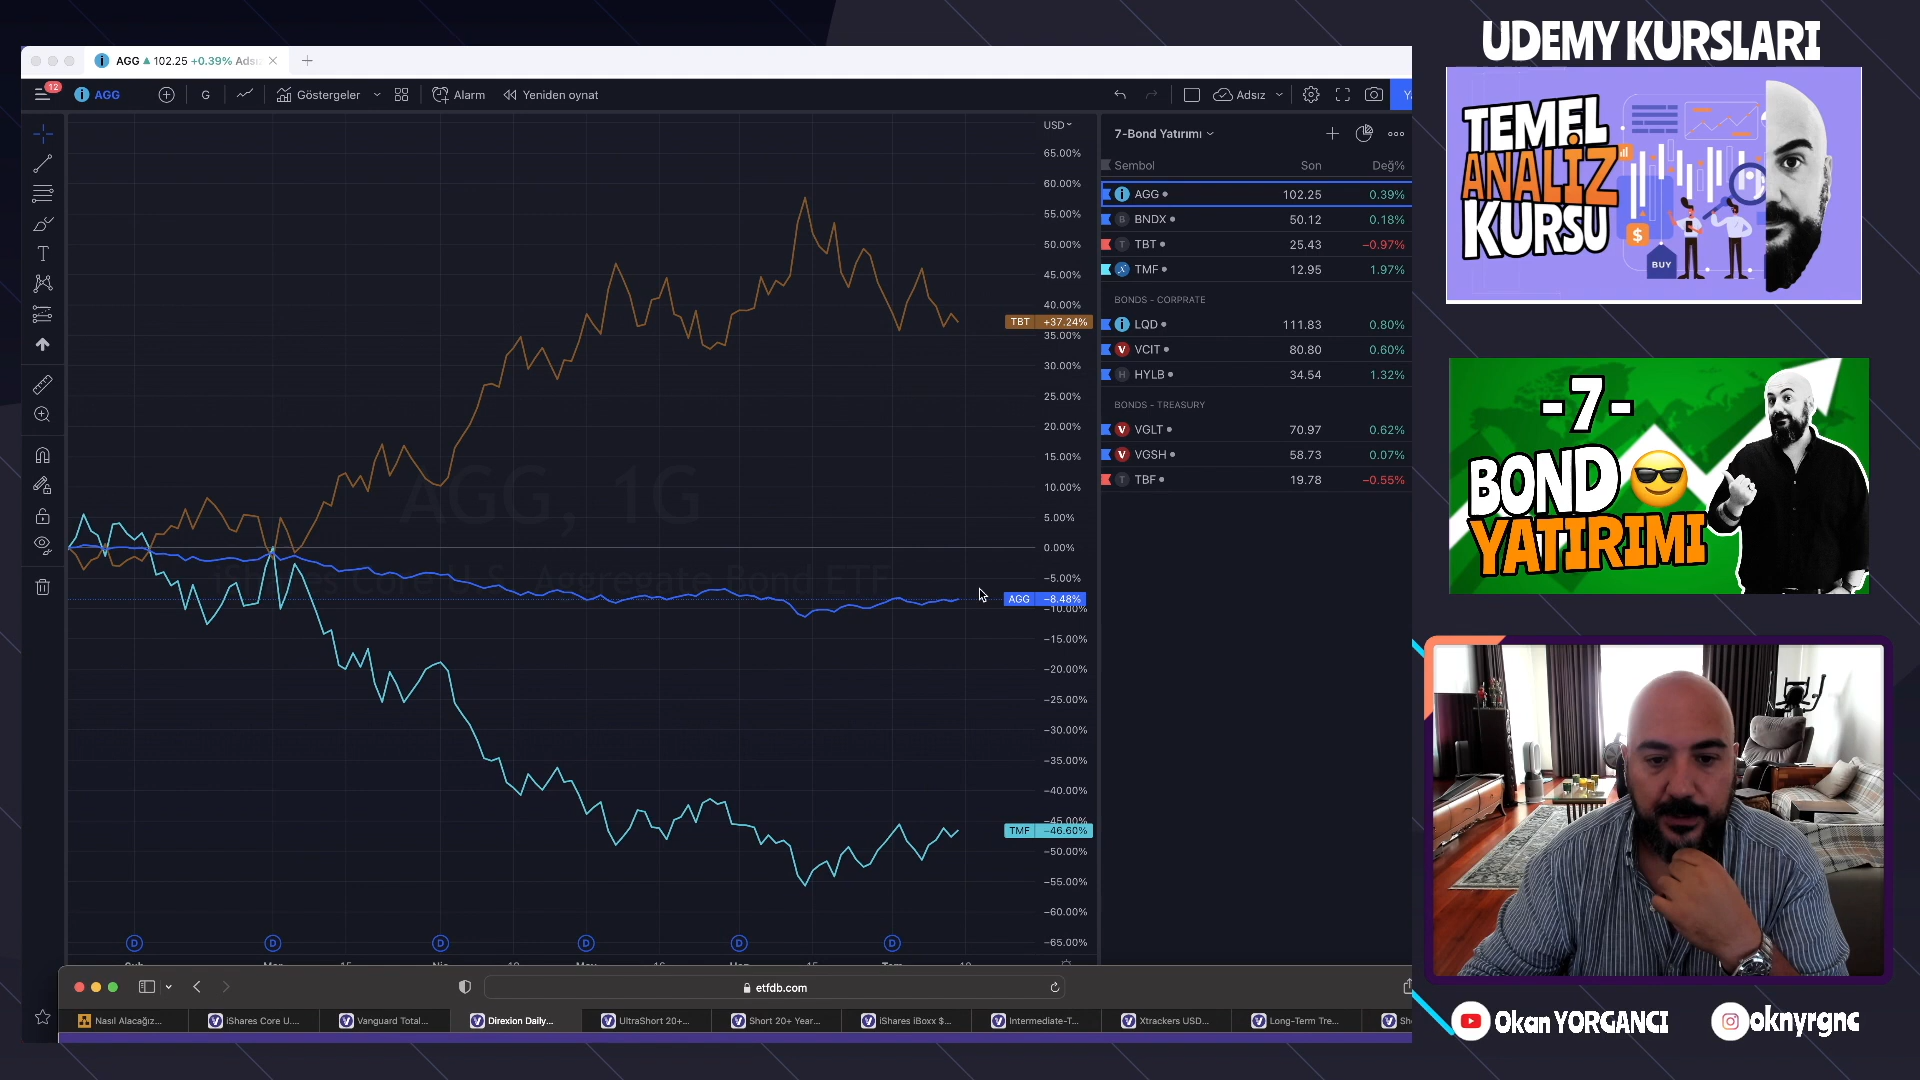 UDEMY KURSLARI
AGG 102.25 +0.39% Adsı
12
AGG
G
Göstergeler
Alarm
Yeniden oynat
Adsız
USD
65.00%
60.00%
55.00%
50.00%
45.00%
40.00%
TBT +37.24%
35.00%
30.00%
25.00%
20.00%
15.00%
10.00%
5.00%
0.00%
−5.00%
AGG −8.48%
−10.00%
−15.00%
−20.00%
−25.00%
−30.00%
−35.00%
−40.00%
−45.00%
TMF −46.60%
−50.00%
−55.00%
−60.00%
−65.00%
AGG, 1G
iShares Core U.S. Aggregate Bond ETF
D D D D D D
7-Bond Yatırımı
Sembol Son Değ%
AGG 102.25 0.39%
BNDX 50.12 0.18%
TBT 25.43 −0.97%
TMF 12.95 1.97%
BONDS - CORPRATE
LQD 111.83 0.80%
VCIT 80.80 0.60%
HYLB 34.54 1.32%
BONDS - TREASURY
VGLT 70.97 0.62%
VGSH 58.73 0.07%
TBF 19.78 −0.55%
etfdb.com
Nasıl Alacağız...
iShares Core U....
Vanguard Total...
Direxion Daily...
UltraShort 20+...
Short 20+ Year...
iShares iBoxx $...
Intermediate-T...
Xtrackers USD...
Long-Term Tre...
TEMEL
ANALİZ
KURSU
$
BUY
-7-
BOND
YATIRIMI
Okan YORGANCI
oknyrgnc